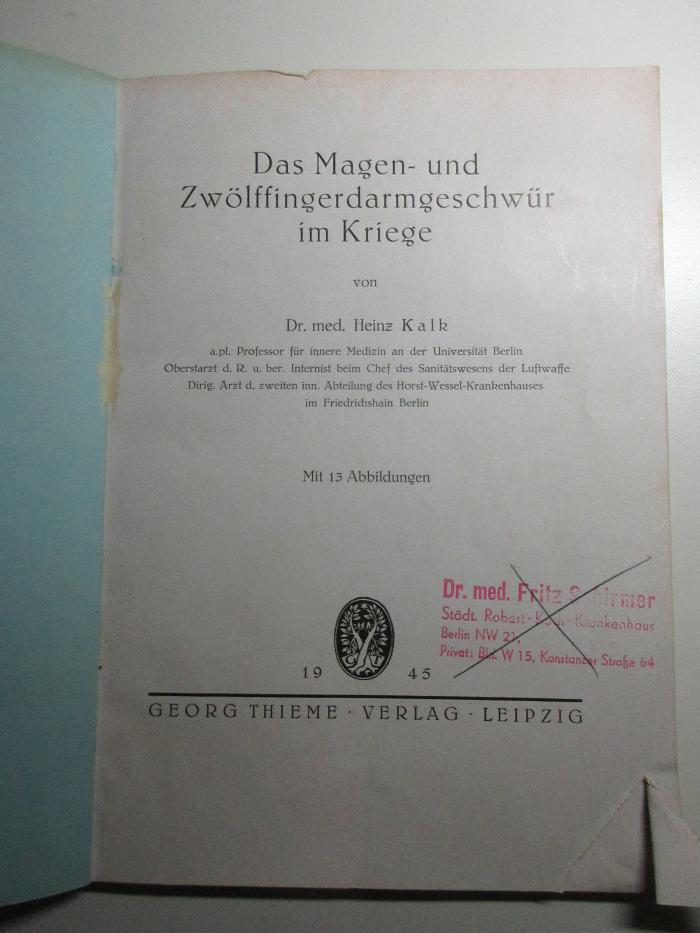 Das Magen- und
Zwölffingerdarmgeschwür
im Kriege
von
Dr. med. Heinz Kalk
a.pl. Professor für innere Medizin an der Universität Berlin
Oberstarzt d. R. u. ber. Internist beim Chef des Sanitätswesens der Luftwaffe
Dirig. Arzt d. zweiten inn. Abteilung des Horst-Wessel-Krankenhauses
im Friedrichshain Berlin
Mit 13 Abbildungen
Dr. med. Fritz Schirmer
Städt. Robert-Koch-Krankenhaus
Berlin NW 21,
Privat: Bln. W 15, Konstanzer Straße 64
19 45
GEORG THIEME · VERLAG · LEIPZIG